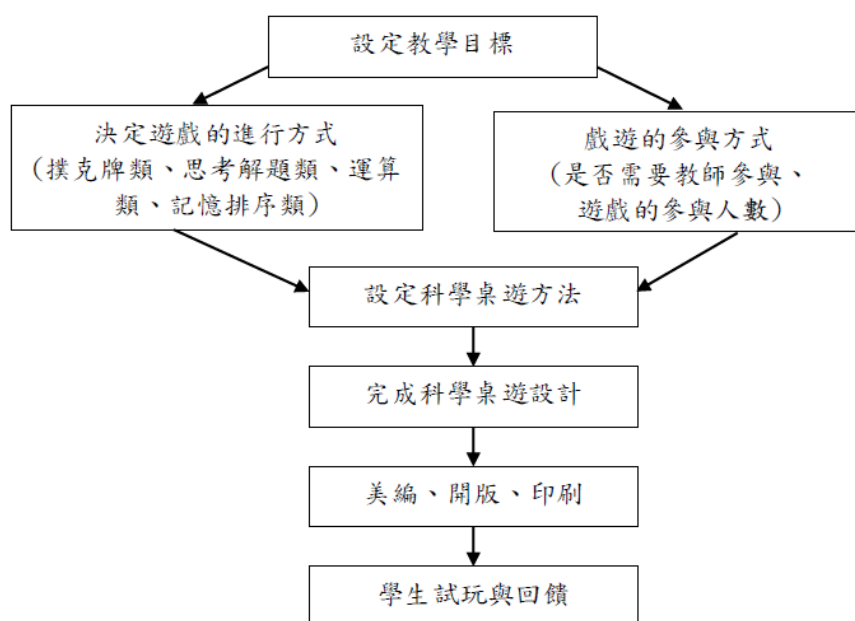 設定教學目標
決定遊戲的進行方式
(撲克牌類、思考解題類、運算
類、記憶排序類)
戲遊的參與方式
(是否需要教師參與、
遊戲的參與人數)
設定科學桌遊方法
完成科學桌遊設計
美編、開版、印刷
學生試玩與回饋